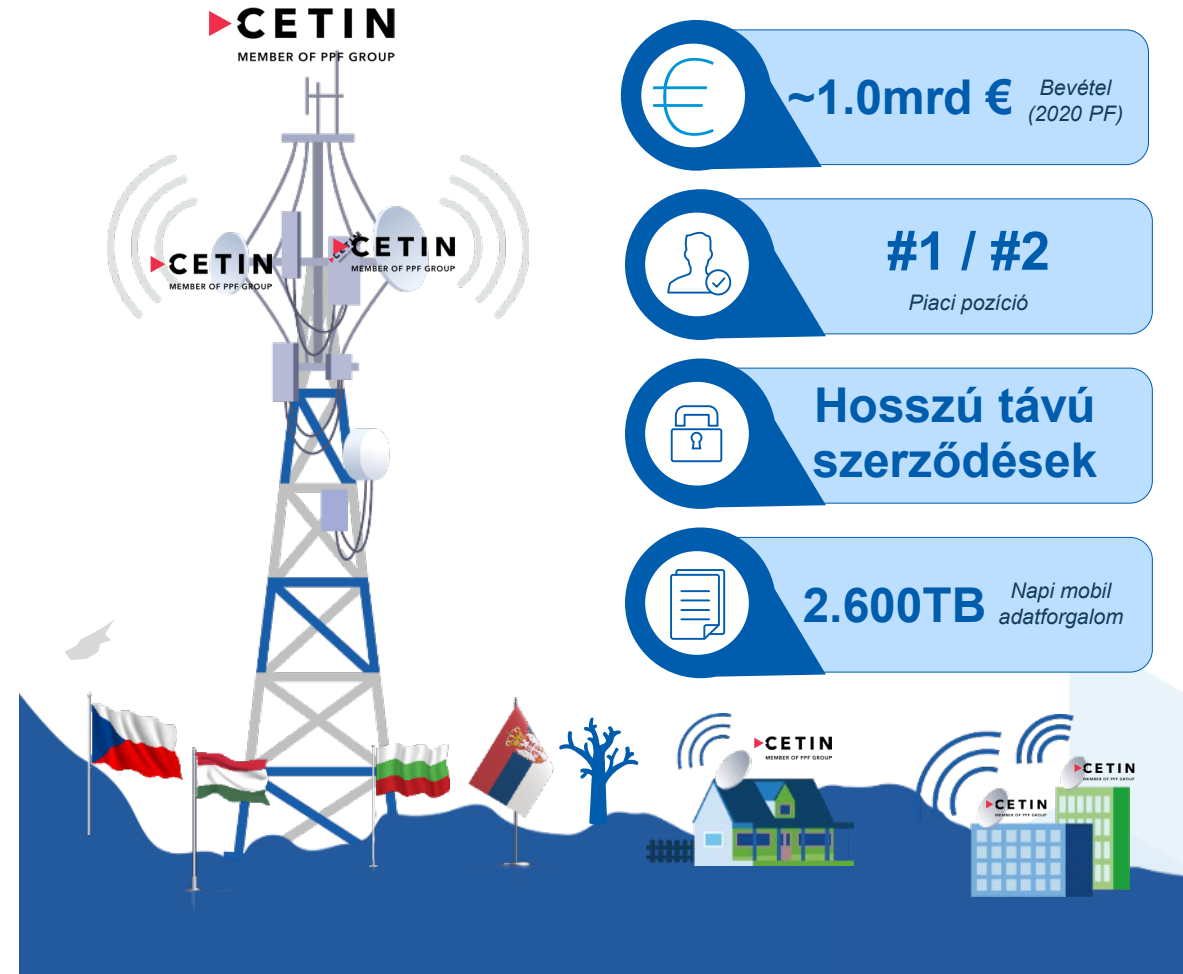 CETIN
MEMBER OF PPF GROUP
~1.0mrd €
Bevétel
(2020 PF)
#1 / #2
Piaci pozíció
CETIN
MEMBER OF PPF GROUP
CETIN
CETIN
MEMBER OF PPF GROUP
Hosszú távú
szerződések
2.600TB
Napi mobil
adatforgalom
CETIN
MEMBER OF PPF GROUP
CETIN
MEMBER OF PPF GROUP
CETIN
MEMBER OF PPF GROUP